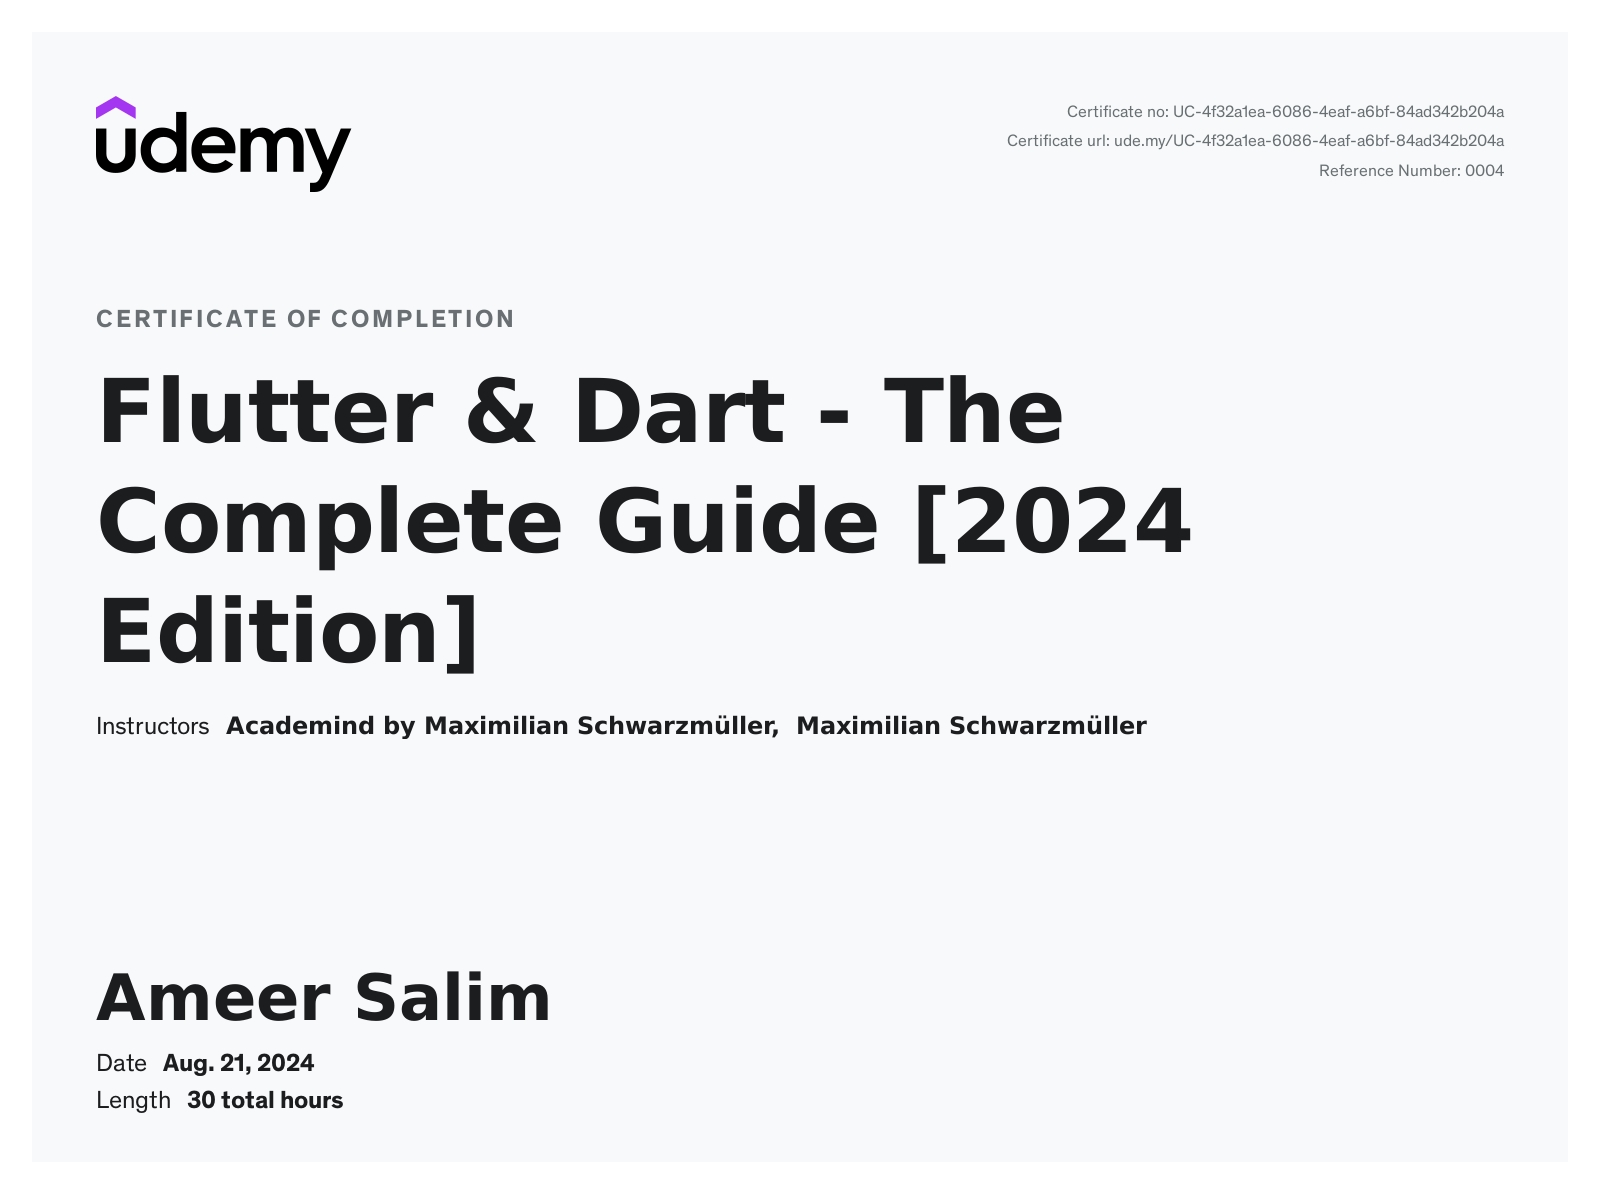 udemy
Certificate no: UC-4f32a1ea-6086-4eaf-a6bf-84ad342b204a
Certificate url: ude.my/UC-4f32a1ea-6086-4eaf-a6bf-84ad342b204a
Reference Number: 0004
CERTIFICATE OF COMPLETION
Flutter & Dart - The
Complete Guide [2024
Edition]
Instructors Academind by Maximilian Schwarzmüller, Maximilian Schwarzmüller
Ameer Salim
Date Aug. 21, 2024
Length 30 total hours